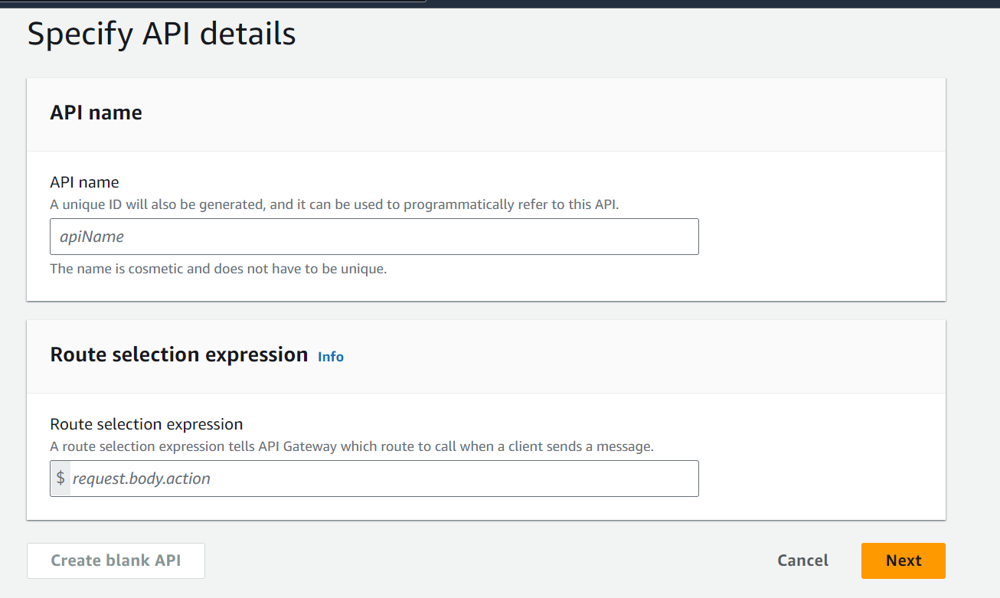 Specify API details
API name
API name
A unique ID will also be generated, and it can be used to programmatically refer to this API.
apiName
The name is cosmetic and does not have to be unique.
Route selection expression Info
Route selection expression
A route selection expression tells API Gateway which route to call when a client sends a message.
$ request.body.action
Create blank API Cancel Next